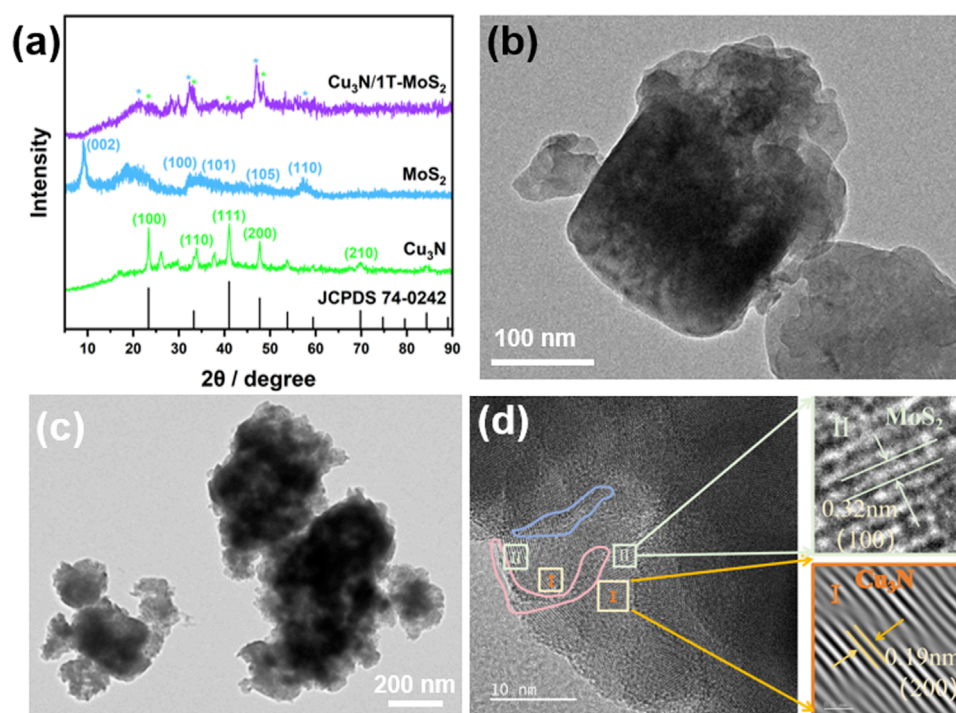 (a)
Cu₃N/1T-MoS₂
(002)
(100)
(101)
(105)
(110)
MoS₂
(100)
(110)
(111)
(200)
(210)
Cu₃N
JCPDS 74-0242
Intensity
10 20 30 40 50 60 70 80 90
2θ / degree
(b)
100 nm
(c)
200 nm
(d)
II
II
I
I
10 nm
II
MoS₂
0.32nm
(100)
I
Cu₃N
0.19nm
(200)